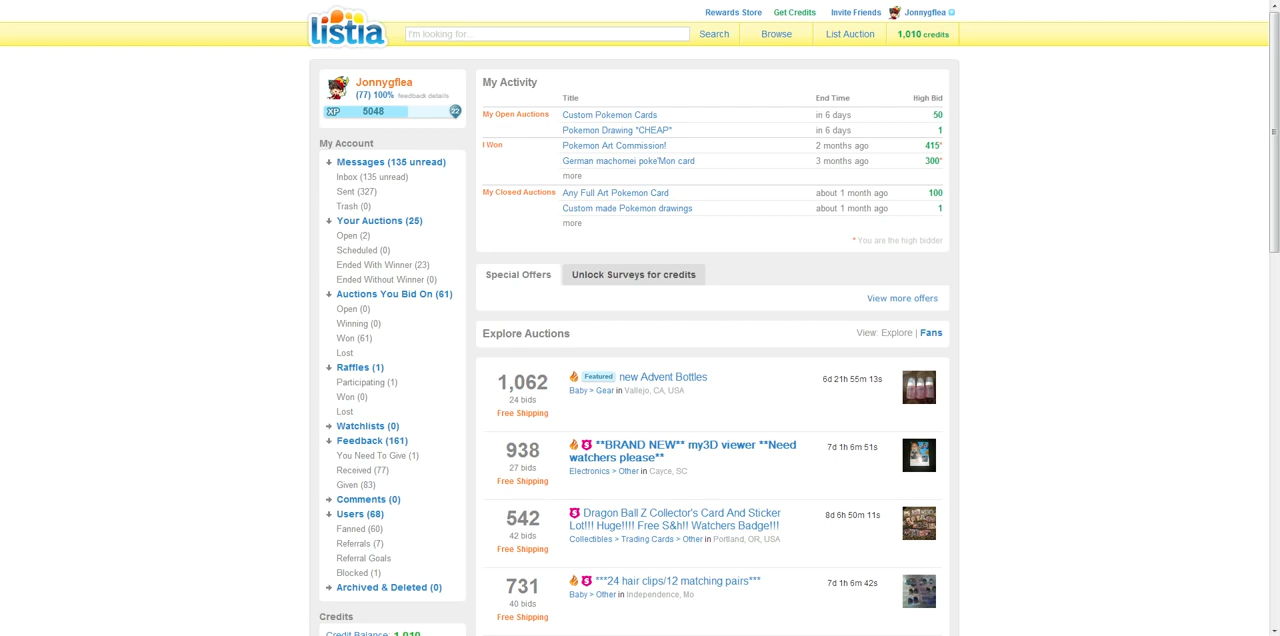 Rewards Store Get Credits Invite Friends Jonnygflea
listia
I'm looking for... Search Browse List Auction 1,010 credits
Jonnygflea
(77) 100% feedback details
XP 5048 22
My Account
Messages (135 unread)
Inbox (135 unread)
Sent (327)
Trash (0)
Your Auctions (25)
Open (2)
Scheduled (0)
Ended With Winner (23)
Ended Without Winner (0)
Auctions You Bid On (61)
Open (0)
Winning (0)
Won (61)
Lost
Raffles (1)
Participating (1)
Won (0)
Lost
Watchlists (0)
Feedback (161)
You Need To Give (1)
Received (77)
Given (83)
Comments (0)
Users (68)
Fanned (60)
Referrals (7)
Referral Goals
Blocked (1)
Archived & Deleted (0)
Credits
Credit Balance: 1,010
My Activity
Title End Time High Bid
My Open Auctions Custom Pokemon Cards in 6 days 50
Pokemon Drawing *CHEAP* in 6 days 1
I Won Pokemon Art Commission! 2 months ago 415*
German machomei poke'Mon card 3 months ago 300*
more
My Closed Auctions Any Full Art Pokemon Card about 1 month ago 100
Custom made Pokemon drawings about 1 month ago 1
more
* You are the high bidder
Special Offers Unlock Surveys for credits
View more offers
Explore Auctions View: Explore | Fans
1,062 Featured new Advent Bottles 6d 21h 55m 13s
24 bids Baby > Gear in Vallejo, CA, USA
Free Shipping
938 **BRAND NEW** my3D viewer **Need 7d 1h 6m 51s
watchers please**
27 bids Electronics > Other in Cayce, SC
Free Shipping
542 Dragon Ball Z Collector's Card And Sticker 8d 6h 50m 11s
Lot!!! Huge!!!! Free S&h!! Watchers Badge!!!
42 bids Collectibles > Trading Cards > Other in Portland, OR, USA
Free Shipping
731 ***24 hair clips/12 matching pairs*** 7d 1h 6m 42s
40 bids Baby > Other in Independence, Mo
Free Shipping